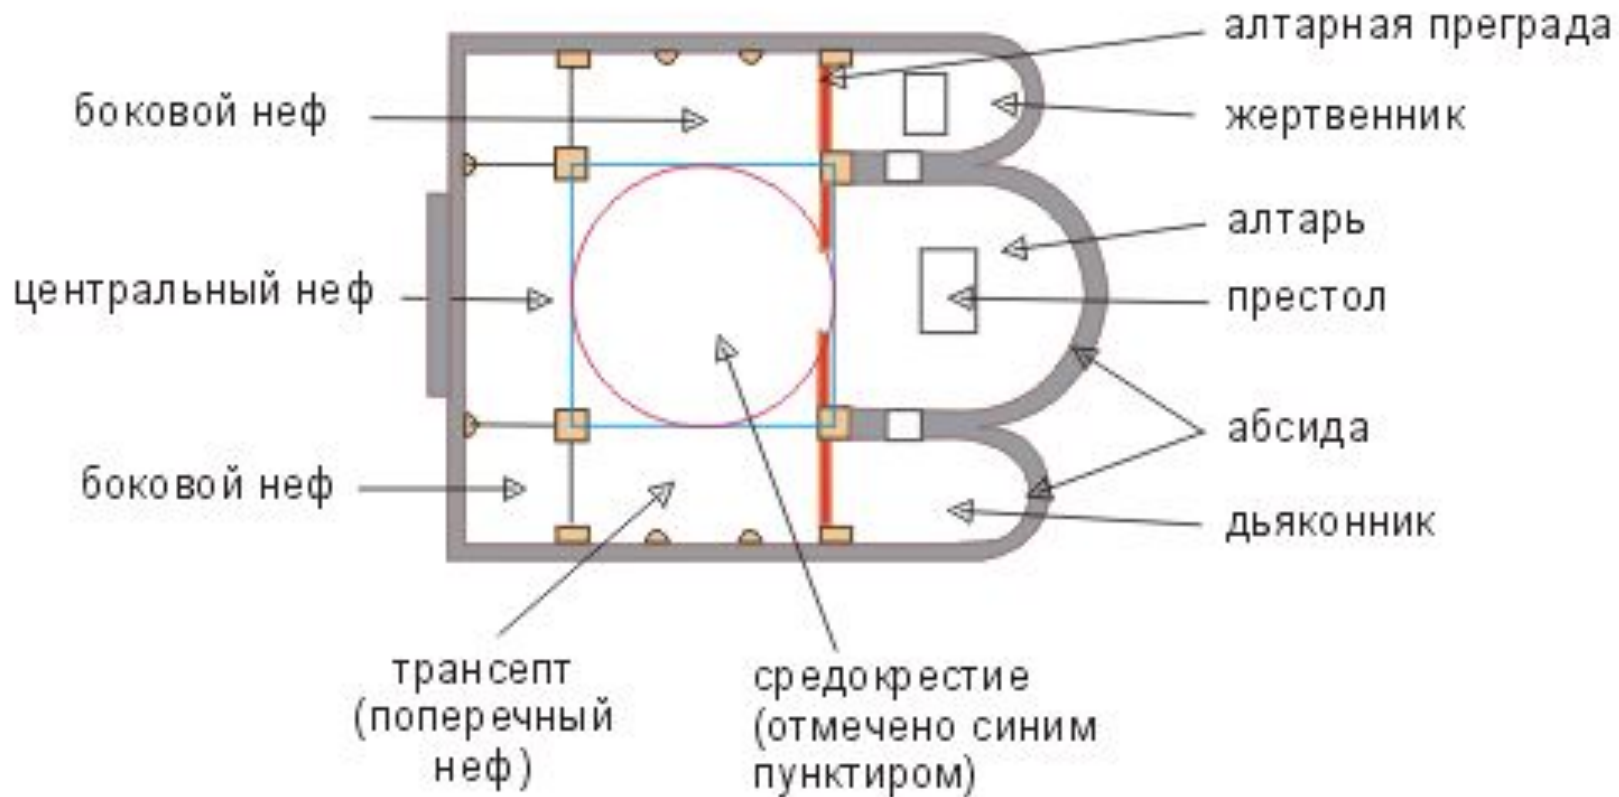 алтарная преграда
боковой неф
жертвенник
алтарь
центральный неф
престол
абсида
боковой неф
дьяконник
трансепт
(поперечный
неф)
средокрестие
(отмечено синим
пунктиром)